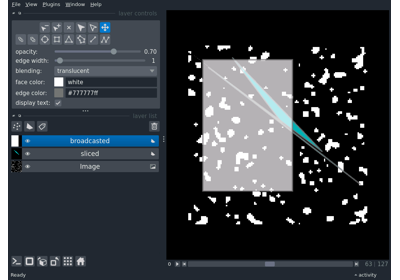 File View Plugins Window Help
layer controls
opacity: 0.70
edge width: 1
blending: translucent
face color: white
edge color: #777777ff
display text:
layer list
broadcasted
sliced
Image
63 127
Ready activity